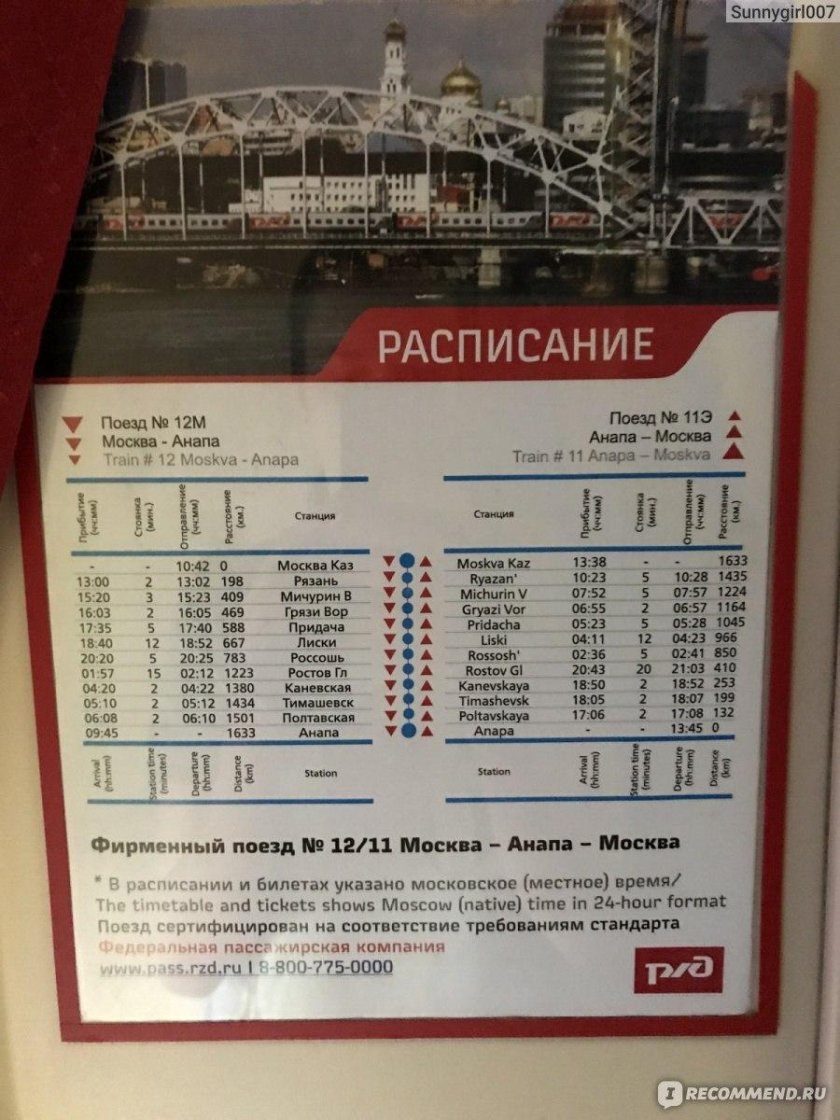 Sunnygirl007
РАСПИСАНИЕ
Поезд № 12М
Москва - Анапа
Train # 12 Moskva - Anapa
Поезд № 11Э
Анапа – Москва
Train # 11 Anapa – Moskva
Прибытие (чч:мм) Стоянка (мин.) Отправление (чч:мм) Расстояние (км.) Станция
- - 10:42 0 Москва Каз
13:00 2 13:02 198 Рязань
15:20 3 15:23 409 Мичурин В
16:03 2 16:05 469 Грязи Вор
17:35 5 17:40 588 Придача
18:40 12 18:52 667 Лиски
20:20 5 20:25 783 Россошь
01:57 15 02:12 1223 Ростов Гл
04:20 2 04:22 1380 Каневская
05:10 2 05:12 1434 Тимашевск
06:08 2 06:10 1501 Полтавская
09:45 - - 1633 Анапа
Arrival (hh:mm) Station time (minutes) Departure (hh:mm) Distance (km) Station
Станция Прибытие (чч:мм) Стоянка (мин.) Отправление (чч:мм) Расстояние (км.)
Moskva Kaz 13:38 - - 1633
Ryazan' 10:23 5 10:28 1435
Michurin V 07:52 5 07:57 1224
Gryazi Vor 06:55 2 06:57 1164
Pridacha 05:23 5 05:28 1045
Liski 04:11 12 04:23 966
Rossosh' 02:36 5 02:41 850
Rostov Gl 20:43 20 21:03 410
Kanevskaya 18:50 2 18:52 253
Timashevsk 18:05 2 18:07 199
Poltavskaya 17:06 2 17:08 132
Anapa - - 13:45 0
Station Arrival (hh:mm) Station time (minutes) Departure (hh:mm) Distance (km)
Фирменный поезд № 12/11 Москва – Анапа – Москва
* В расписании и билетах указано московское (местное) время/
The timetable and tickets shows Moscow (native) time in 24-hour format
Поезд сертифицирован на соответствие требованиям стандарта
Федеральная пассажирская компания
www.pass.rzd.ru | 8-800-775-0000
ржд
IRECOMMEND.RU